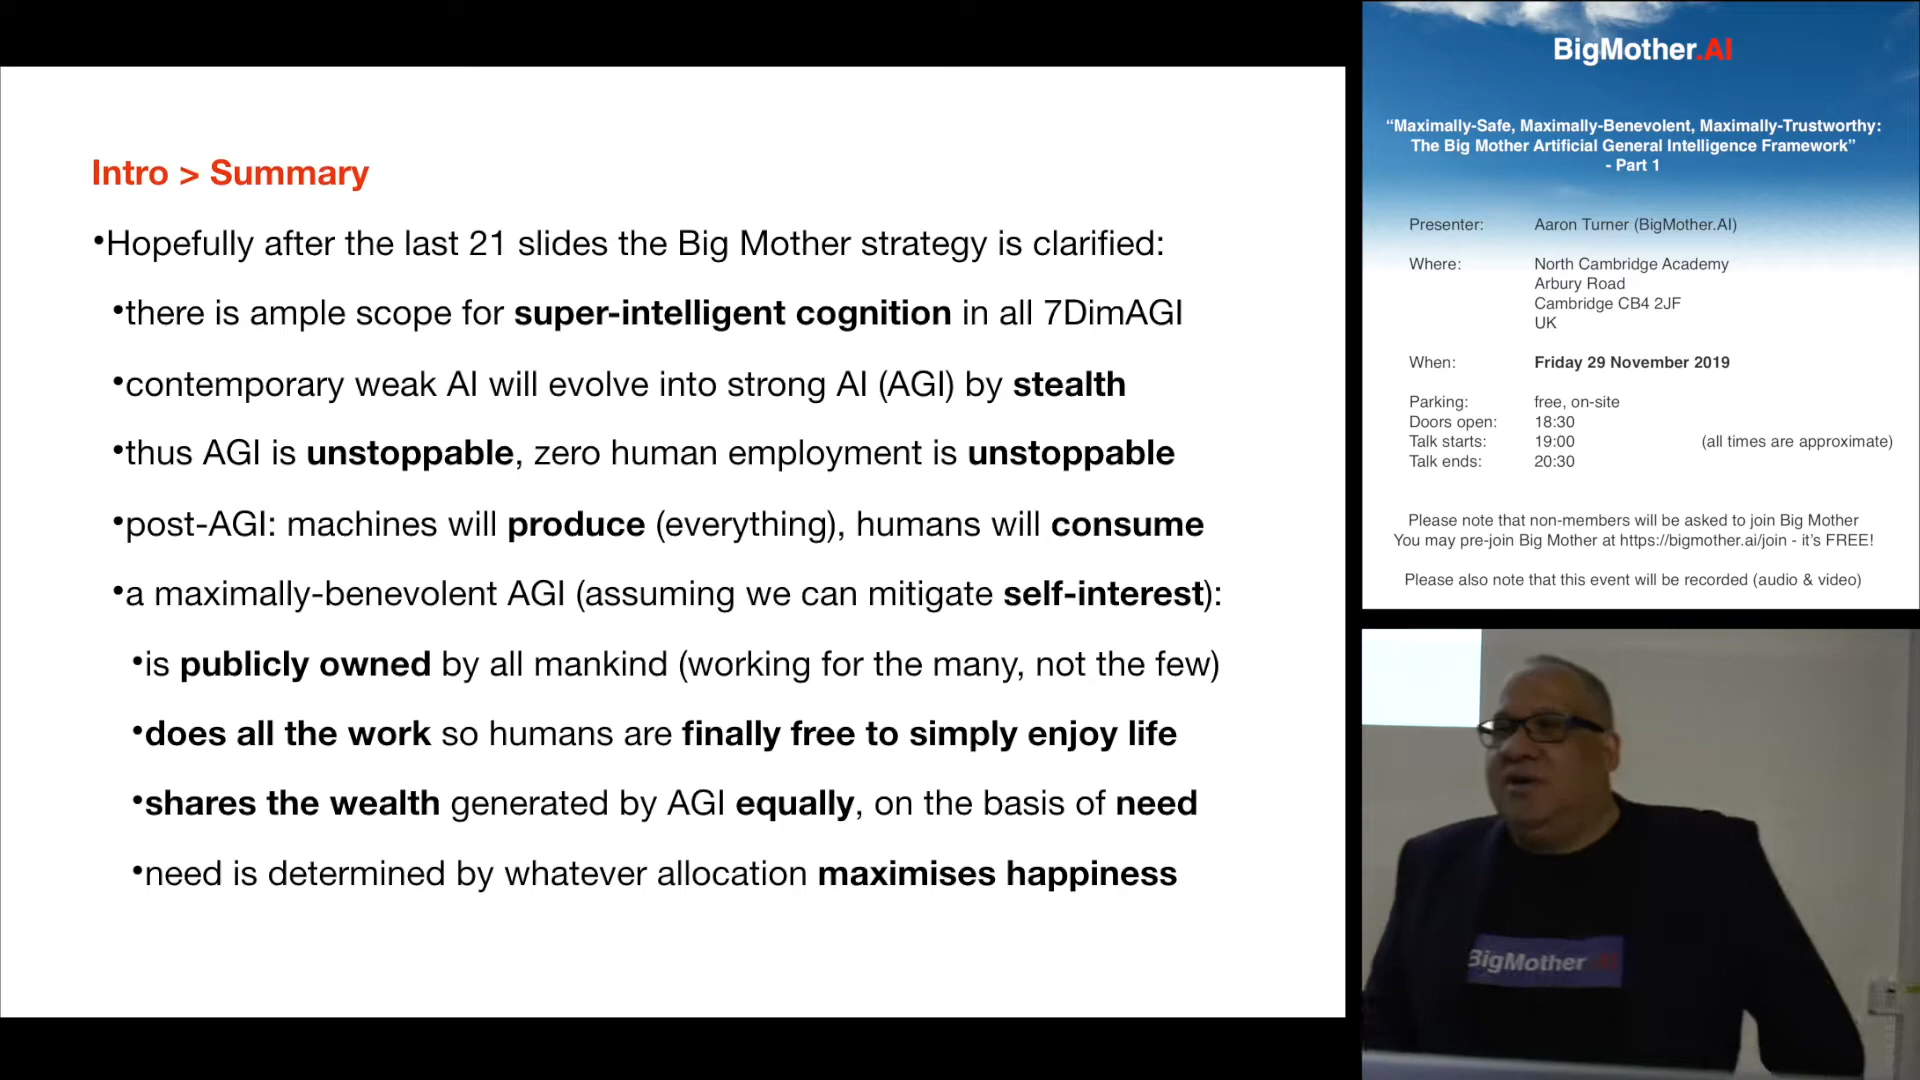 Intro > Summary
•Hopefully after the last 21 slides the Big Mother strategy is clarified:
•there is ample scope for super-intelligent cognition in all 7DimAGI
•contemporary weak AI will evolve into strong AI (AGI) by stealth
•thus AGI is unstoppable, zero human employment is unstoppable
•post-AGI: machines will produce (everything), humans will consume
•a maximally-benevolent AGI (assuming we can mitigate self-interest):
•is publicly owned by all mankind (working for the many, not the few)
•does all the work so humans are finally free to simply enjoy life
•shares the wealth generated by AGI equally, on the basis of need
•need is determined by whatever allocation maximises happiness
BigMother.AI
“Maximally-Safe, Maximally-Benevolent, Maximally-Trustworthy:
The Big Mother Artificial General Intelligence Framework”
- Part 1
Presenter: Aaron Turner (BigMother.AI)
Where: North Cambridge Academy
Arbury Road
Cambridge CB4 2JF
UK
When: Friday 29 November 2019
Parking: free, on-site
Doors open: 18:30
Talk starts: 19:00 (all times are approximate)
Talk ends: 20:30
Please note that non-members will be asked to join Big Mother
You may pre-join Big Mother at https://bigmother.ai/join - it's FREE!
Please also note that this event will be recorded (audio & video)
BigMother.AI